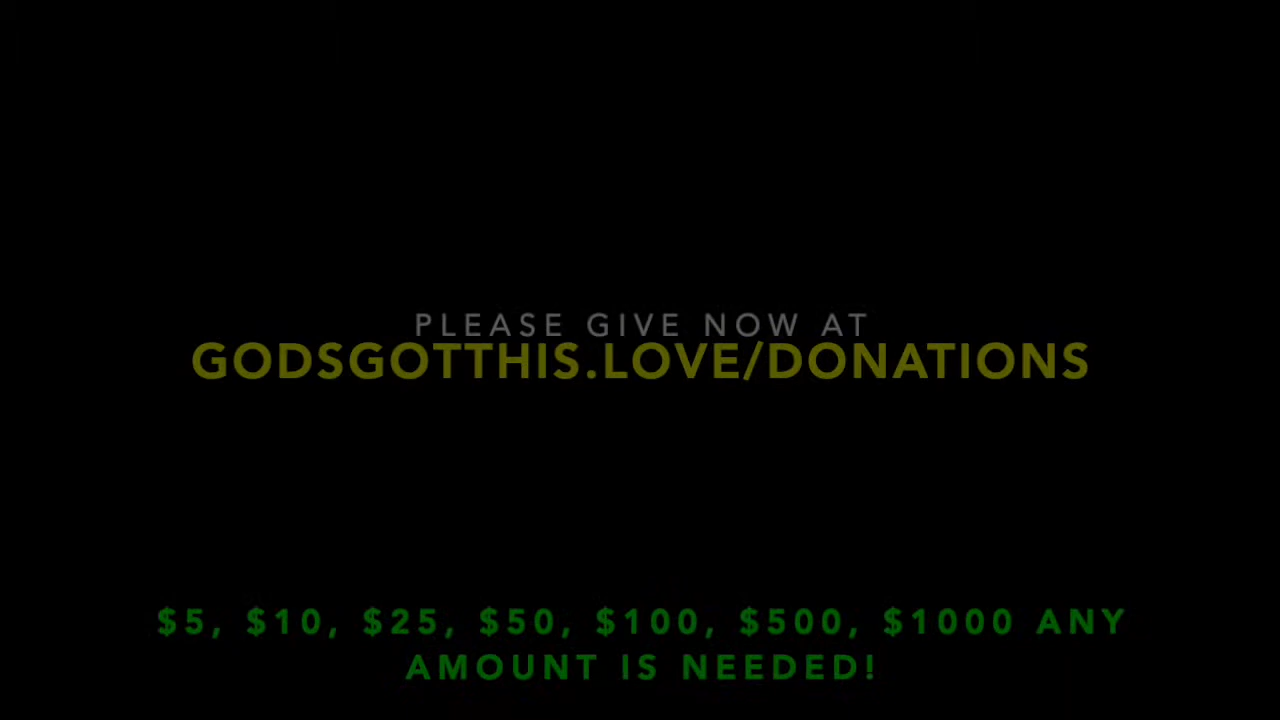 PLEASE GIVE NOW AT
GODSGOTTHIS.LOVE/DONATIONS
$5, $10, $25, $50, $100, $500, $1000 ANY
AMOUNT IS NEEDED!